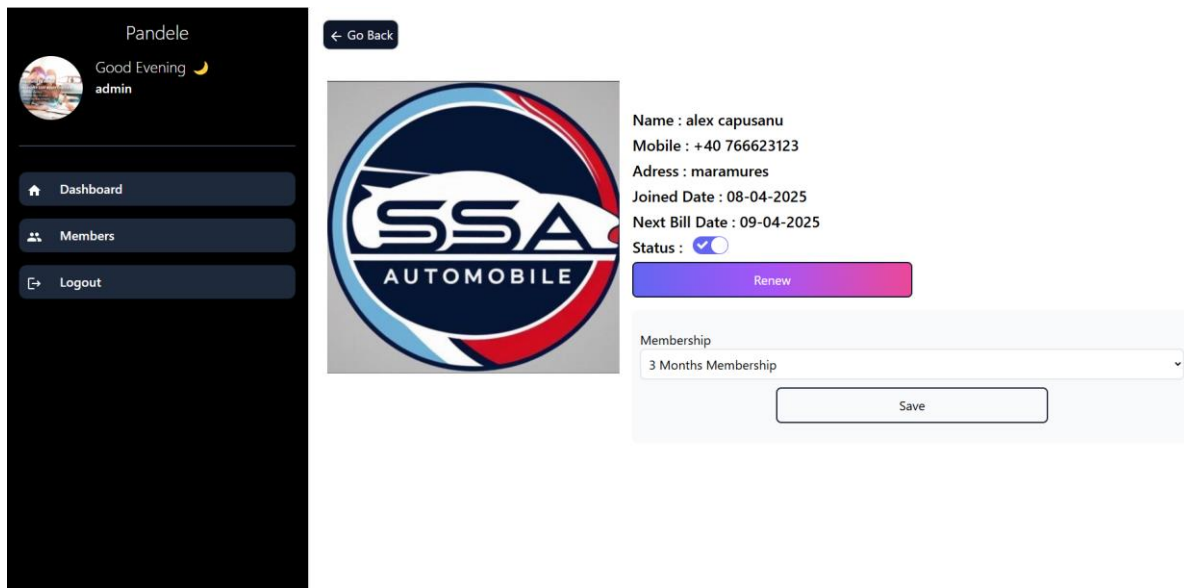 Pandele
Good Evening 🌙
admin
Dashboard
Members
Logout
← Go Back
SSA
AUTOMOBILE
Name : alex capusanu
Mobile : +40 766623123
Adress : maramures
Joined Date : 08-04-2025
Next Bill Date : 09-04-2025
Status :
Renew
Membership
3 Months Membership
Save